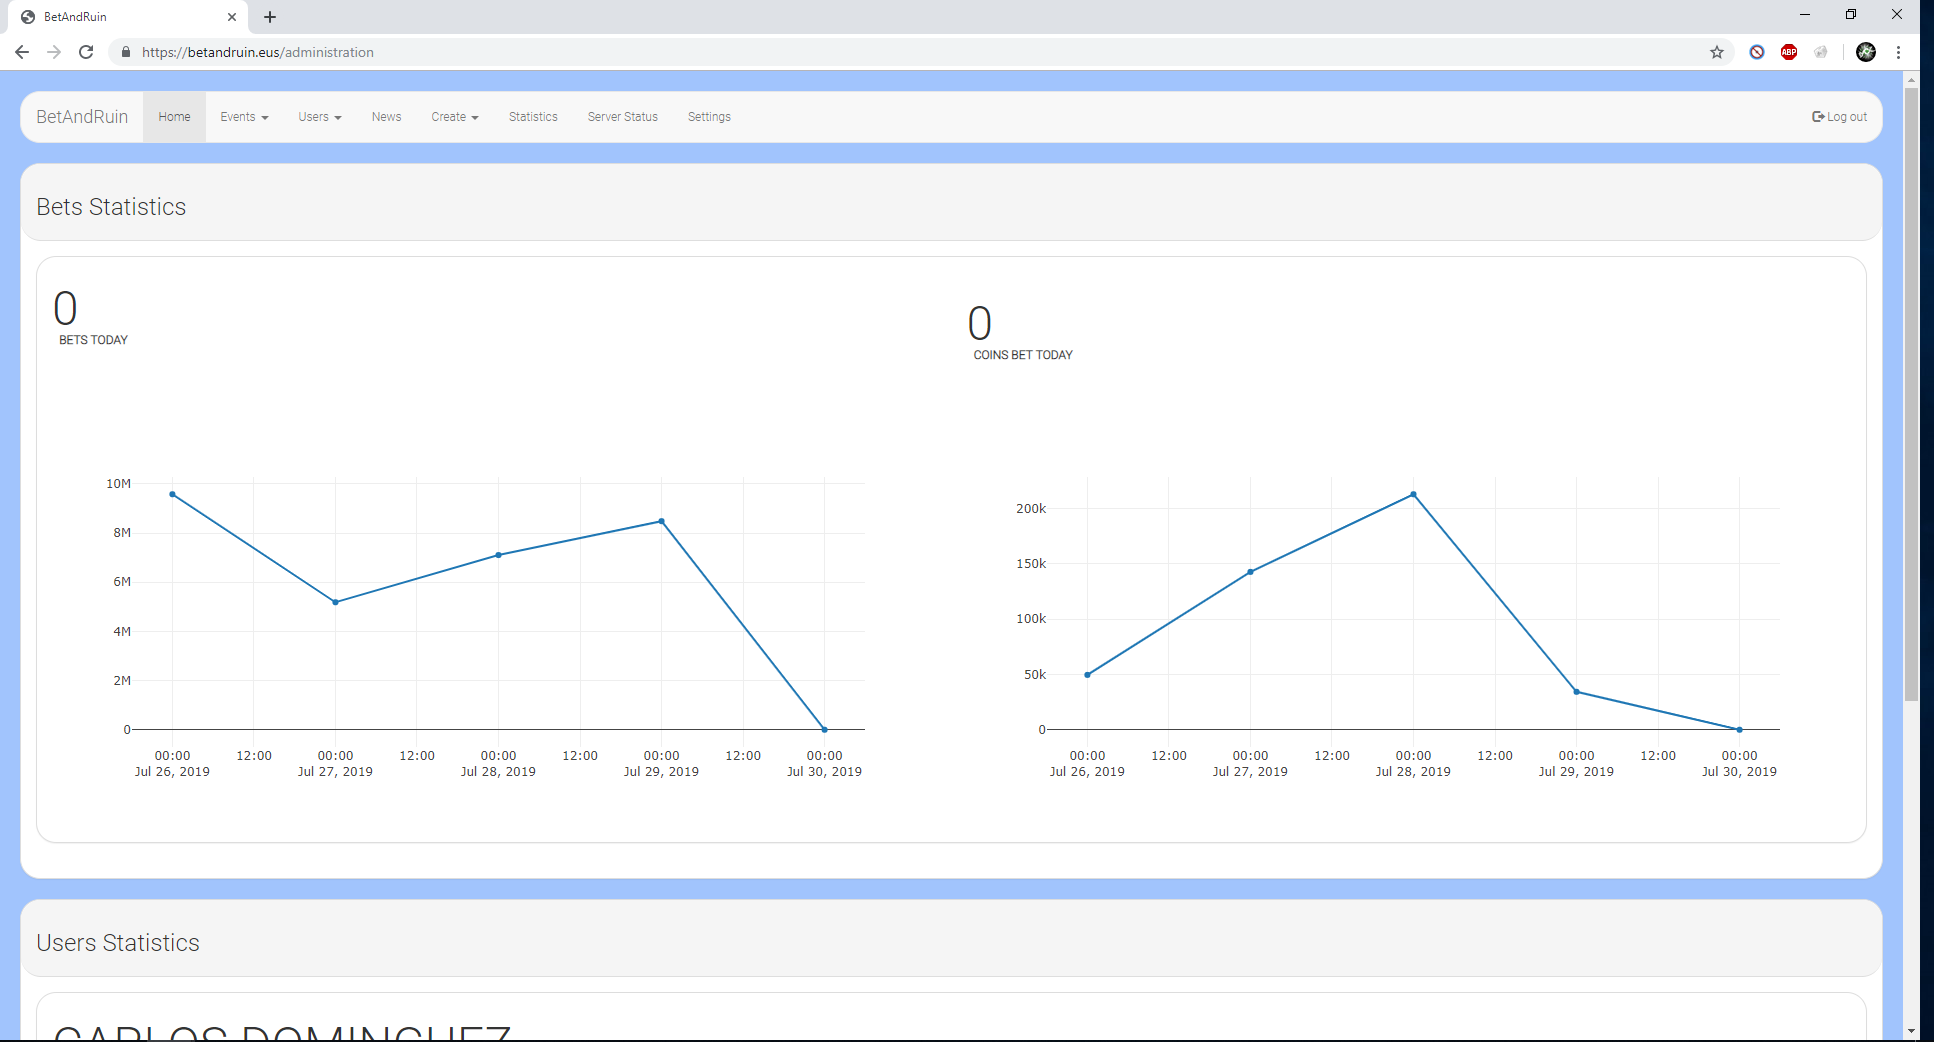 BetAndRuin
https://betandruin.eus/administration
ABP
BetAndRuin Home Events Users News Create Statistics Server Status Settings Log out
Bets Statistics
0
BETS TODAY
0
COINS BET TODAY
10M
8M
6M
4M
2M
0
00:00 12:00 00:00 12:00 00:00 12:00 00:00 12:00 00:00
Jul 26, 2019 Jul 27, 2019 Jul 28, 2019 Jul 29, 2019 Jul 30, 2019
200k
150k
100k
50k
0
00:00 12:00 00:00 12:00 00:00 12:00 00:00 12:00 00:00
Jul 26, 2019 Jul 27, 2019 Jul 28, 2019 Jul 29, 2019 Jul 30, 2019
Users Statistics
CARLOS DOMINGUEZ